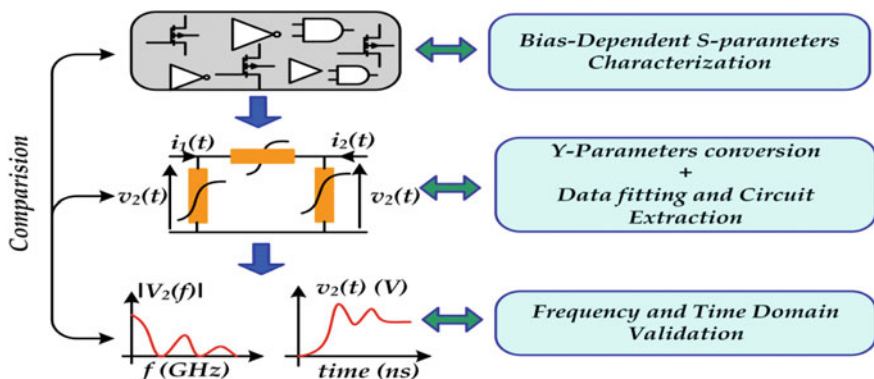 Comparision
Bias-Dependent S-parameters
Characterization
i₁(t)
i₂(t)
v₂(t)
v₂(t)
Y-Parameters conversion
+
Data fitting and Circuit
Extraction
|V₂(f)|
f (GHz)
v₂(t) (V)
time (ns)
Frequency and Time Domain
Validation